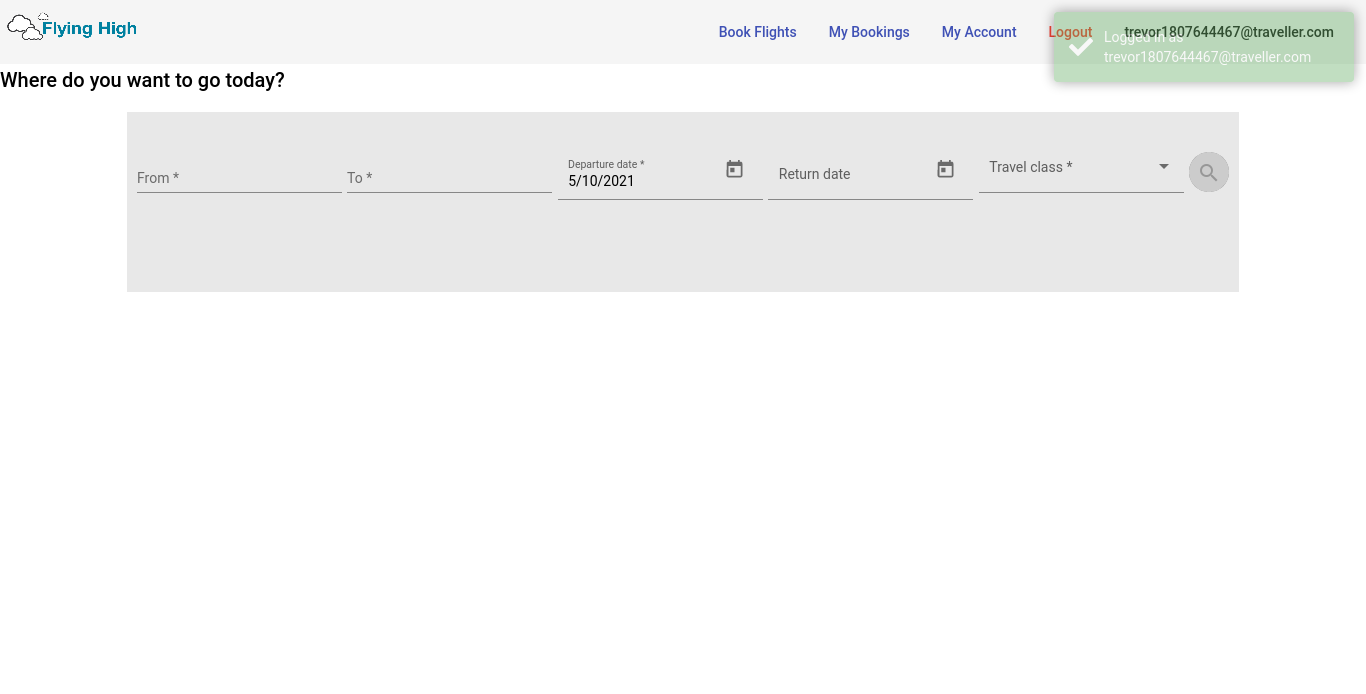 Flying High
Book Flights
My Bookings
My Account
Logout
trevor1807644467@traveller.com
Logged in as
trevor1807644467@traveller.com
Where do you want to go today?
From *
To *
Departure date *
5/10/2021
Return date
Travel class *